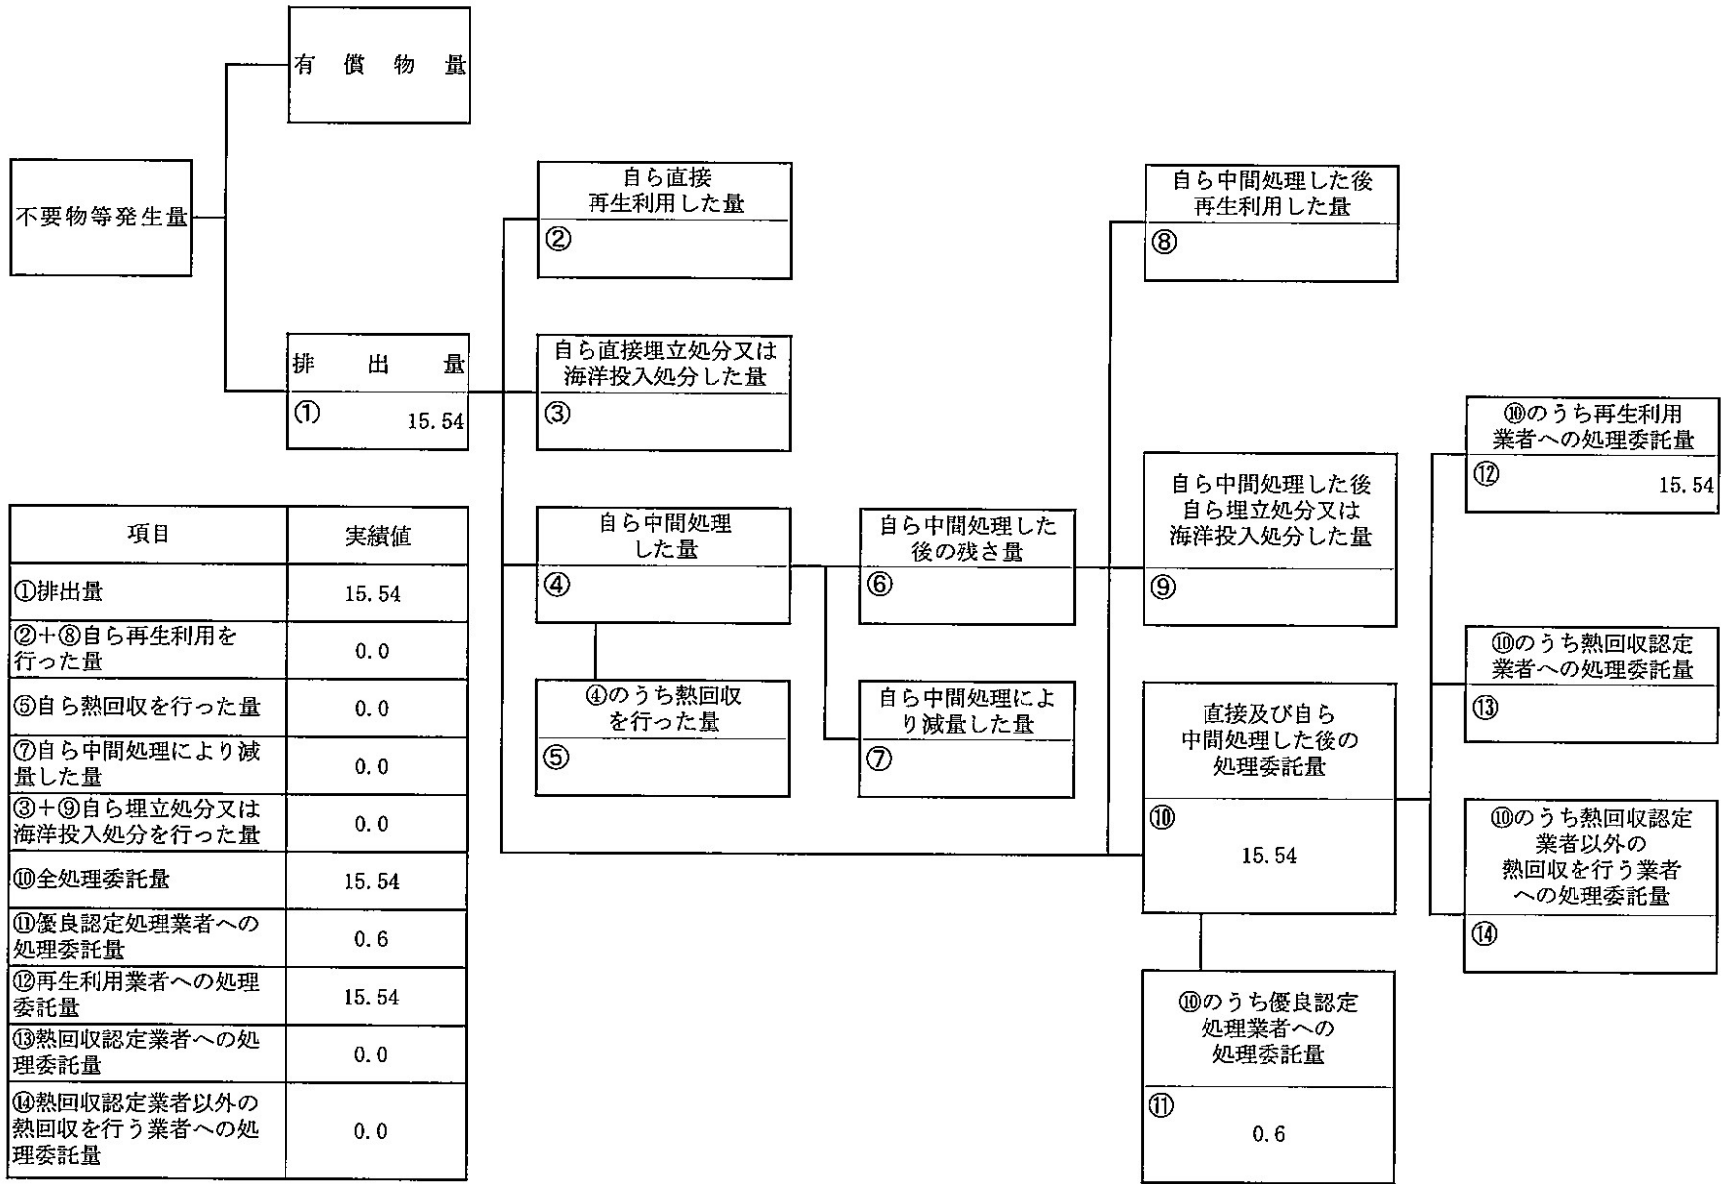 有償物量
不要物等発生量
排出量
① 15.54
自ら直接
再生利用した量
②
自ら直接埋立処分又は
海洋投入処分した量
③
自ら中間処理
した量
④
④のうち熱回収
を行った量
⑤
自ら中間処理した
後の残さ量
⑥
自ら中間処理によ
り減量した量
⑦
自ら中間処理した後
再生利用した量
⑧
自ら中間処理した後
自ら埋立処分又は
海洋投入処分した量
⑨
直接及び自ら
中間処理した後の
処理委託量
⑩
15.54
⑩のうち優良認定
処理業者への
処理委託量
⑪
0.6
⑩のうち再生利用
業者への処理委託量
⑫ 15.54
⑩のうち熱回収認定
業者への処理委託量
⑬
⑩のうち熱回収認定
業者以外の
熱回収を行う業者
への処理委託量
⑭
項目 実績値
①排出量 15.54
②+⑧自ら再生利用を
行った量 0.0
⑤自ら熱回収を行った量 0.0
⑦自ら中間処理により減
量した量 0.0
③+⑨自ら埋立処分又は
海洋投入処分を行った量 0.0
⑩全処理委託量 15.54
⑪優良認定処理業者への
処理委託量 0.6
⑫再生利用業者への処理
委託量 15.54
⑬熱回収認定業者への処
理委託量 0.0
⑭熱回収認定業者以外の
熱回収を行う業者への処
理委託量 0.0